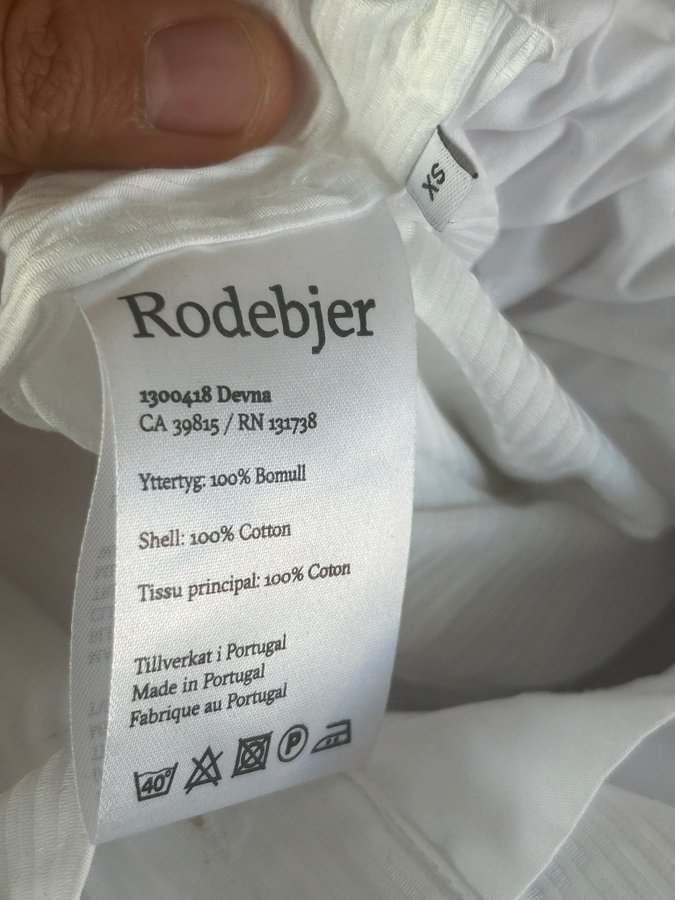 XS
Rodebjer
1300418 Devna
CA 39815 / RN 131738
Yttertyg: 100% Bomull
Shell: 100% Cotton
Tissu principal: 100% Coton
Tillverkat i Portugal
Made in Portugal
Fabrique au Portugal
40°
P